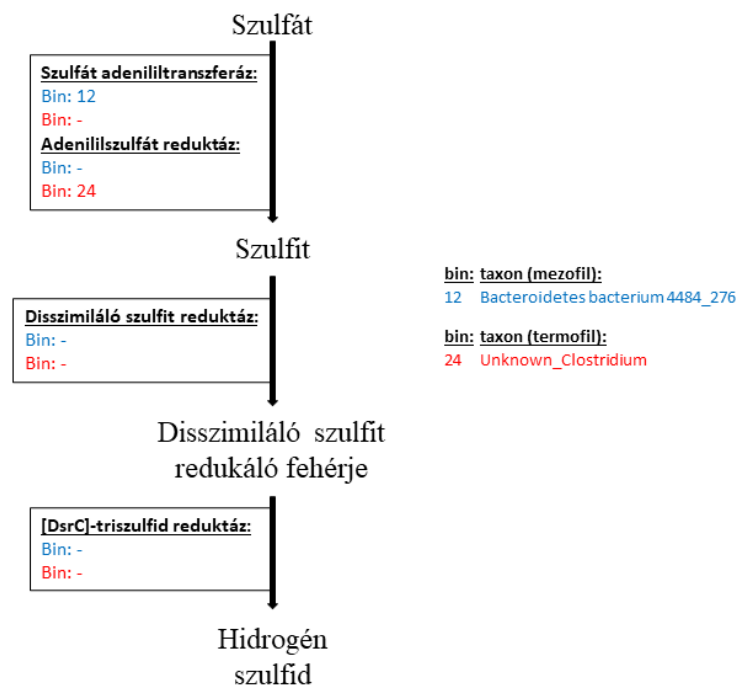 Szulfát
Szulfát adenililtranszferáz:
Bin: 12
Bin: -
Adenililszulfát reduktáz:
Bin: -
Bin: 24
Szulfit
bin: taxon (mezofil):
12 Bacteroidetes bacterium 4484_276
bin: taxon (termofil):
24 Unknown_Clostridium
Disszimiláló szulfit reduktáz:
Bin: -
Bin: -
Disszimiláló szulfit
redukáló fehérje
[DsrC]-triszulfid reduktáz:
Bin: -
Bin: -
Hidrogén
szulfid